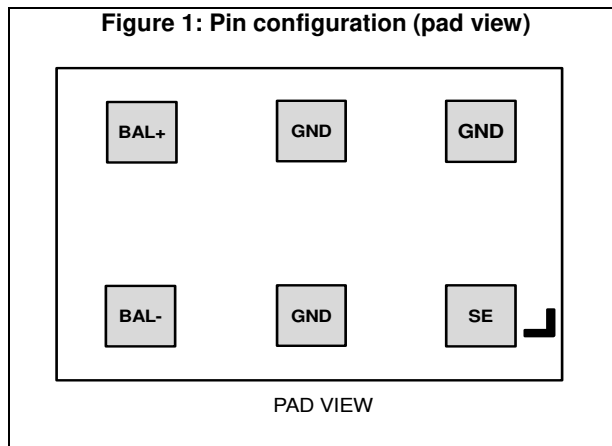 Figure 1: Pin configuration (pad view)
BAL+ GND GND
BAL- GND SE
PAD VIEW